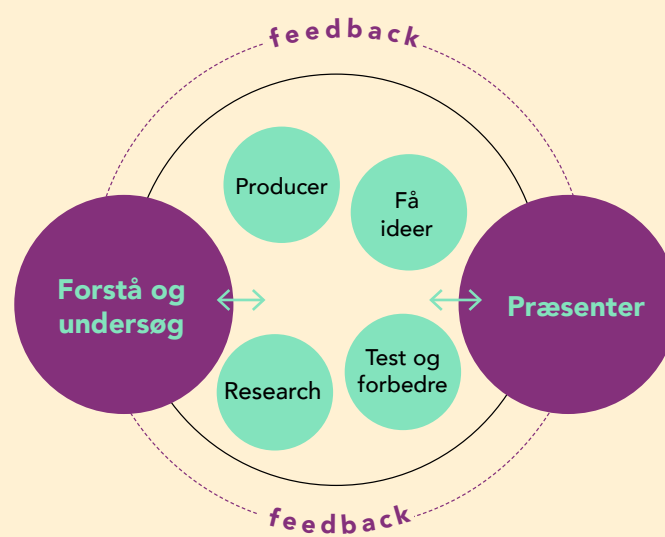 feedback
Producer
Få
ideer
Forstå og
undersøg
Præsenter
Research
Test og
forbedre
feedback